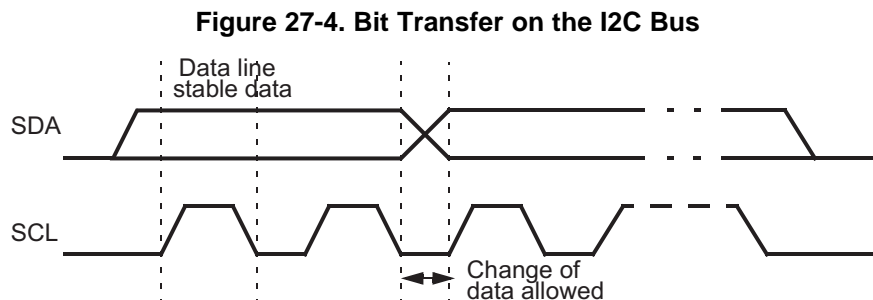 Figure 27-4. Bit Transfer on the I2C Bus
Data line
stable data
SDA
SCL
Change of
data allowed